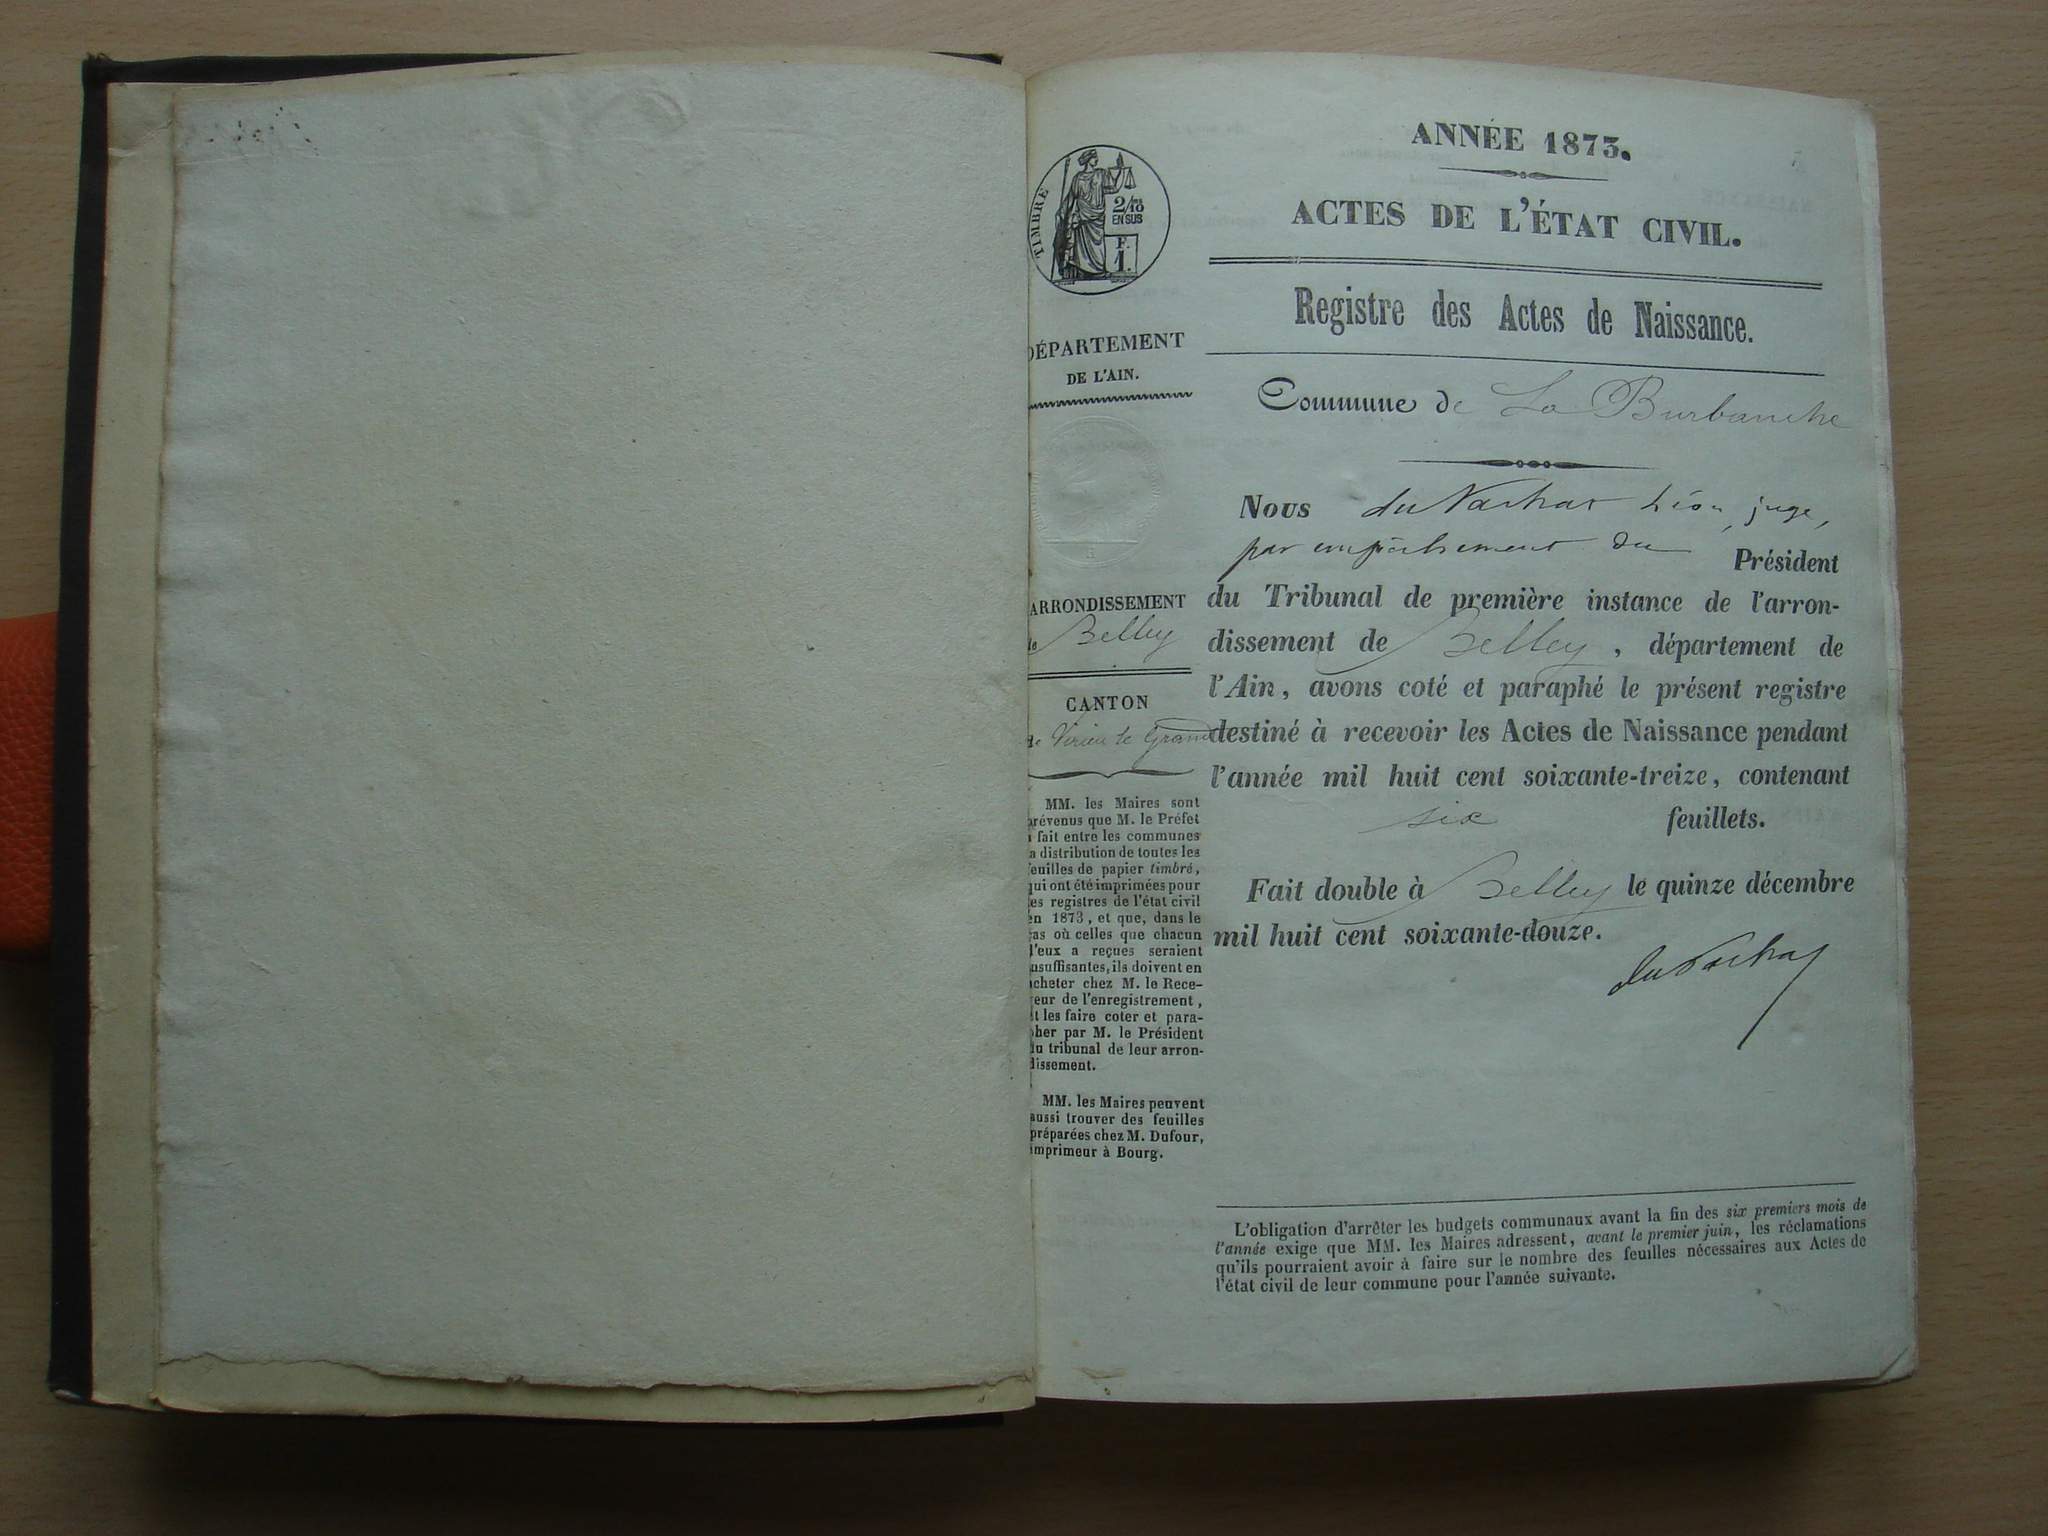 TIMBRE
2/10
EN SUS
F.
1.
DÉPARTEMENT
DE L'AIN.
ARRONDISSEMENT
de Belley
CANTON
de Virieu le Grand
MM. les Maires sont
prévenus que M. le Préfet
a fait entre les communes
la distribution de toutes les
feuilles de papier timbré,
qui ont été imprimées pour
les registres de l'état civil
en 1873, et que, dans le
cas où celles que chacun
d'eux a reçues seraient
insuffisantes, ils doivent en
acheter chez M. le Rece-
veur de l'enregistrement,
et les faire coter et para-
pher par M. le Président
du tribunal de leur arron-
dissement.
MM. les Maires peuvent
aussi trouver des feuilles
préparées chez M. Dufour,
imprimeur à Bourg.
ANNÉE 1873.
ACTES DE L'ÉTAT CIVIL.
Registre des Actes de Naissance.
Commune de La Burbanche
Nous du Vachat Léon, juge,
par empêchement du Président
du Tribunal de première instance de l'arron-
dissement de Belley, département de
l'Ain, avons coté et paraphé le présent registre
destiné à recevoir les Actes de Naissance pendant
l'année mil huit cent soixante-treize, contenant
six feuillets.
Fait double à Belley le quinze décembre
mil huit cent soixante-douze.
du Vachat
L'obligation d'arrêter les budgets communaux avant la fin des six premiers mois de
l'année exige que MM. les Maires adressent, avant le premier juin, les réclamations
qu'ils pourraient avoir à faire sur le nombre des feuilles nécessaires aux Actes de
l'état civil de leur commune pour l'année suivante.